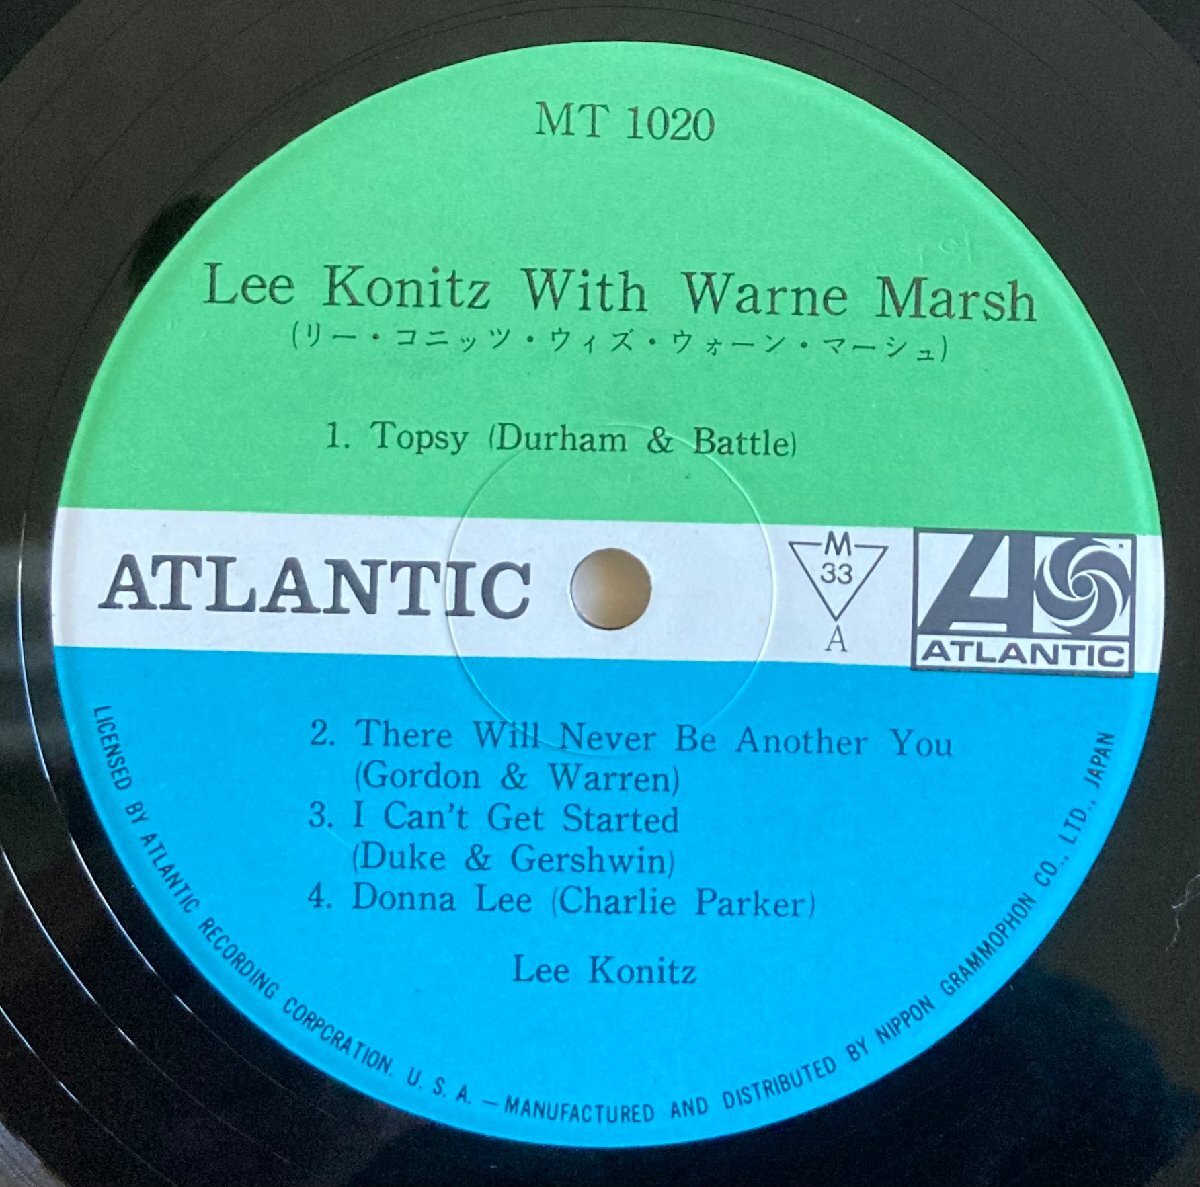 MT 1020
Lee Konitz With Warne Marsh
(リー・コニッツ・ウィズ・ウォーン・マーシュ)
1. Topsy (Durham & Battle)
ATLANTIC
M
33
A
ATLANTIC
2. There Will Never Be Another You
(Gordon & Warren)
3. I Can't Get Started
(Duke & Gershwin)
4. Donna Lee (Charlie Parker)
Lee Konitz
LICENSED BY ATLANTIC RECORDING CORPCRATION. U. S. A. — MANUFACTURED AND DISTRIBUTED BY NIPPON GRAMMOPHON CO., LTD., JAPAN